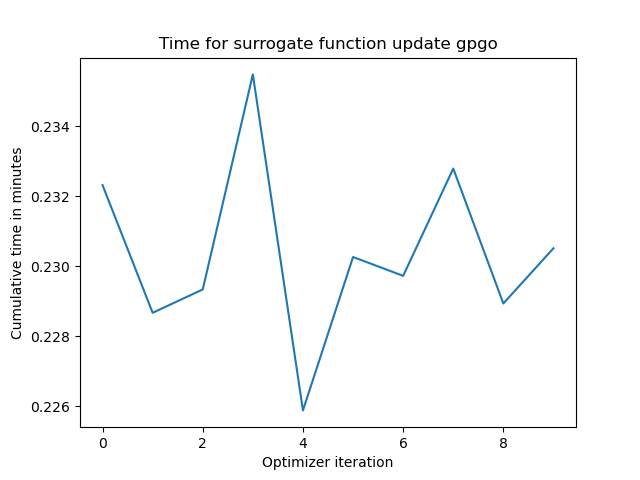 Time for surrogate function update gpgo
Cumulative time in minutes
0.234
0.232
0.230
0.228
0.226
0 2 4 6 8
Optimizer iteration